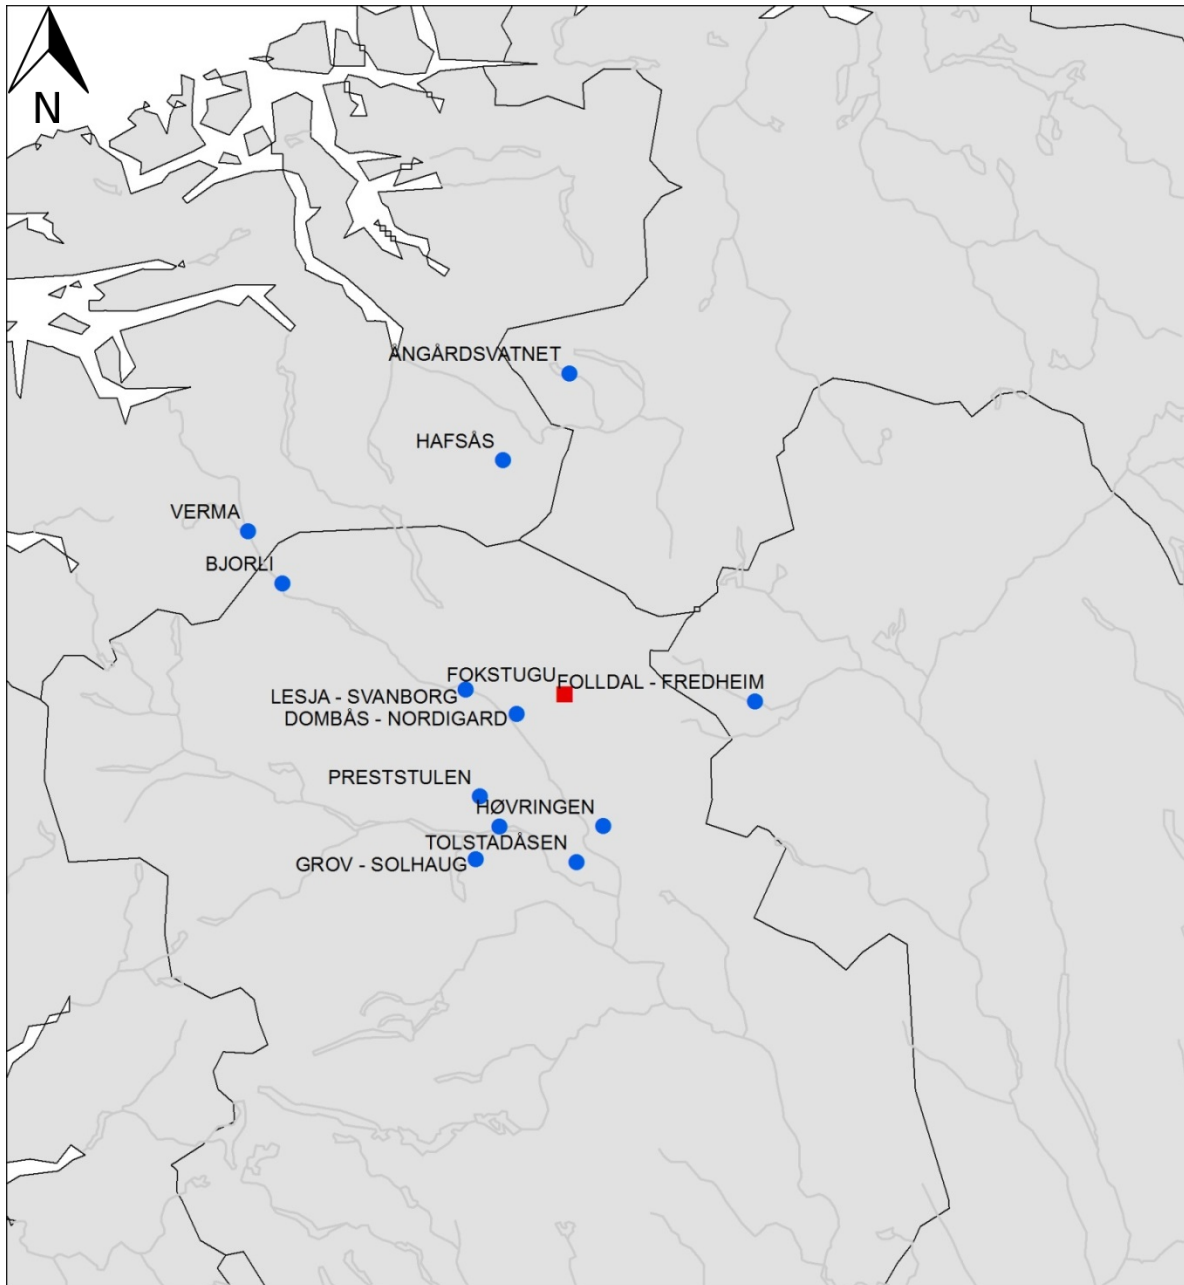 N
ÅNGÅRDSVATNET
HAFSÅS
VERMA
BJORLI
FOKSTUGU
FOLLDAL - FREDHEIM
LESJA - SVANBORG
DOMBÅS - NORDIGARD
PRESTSTULEN
HØVRINGEN
TOLSTADÅSEN
GROV - SOLHAUG